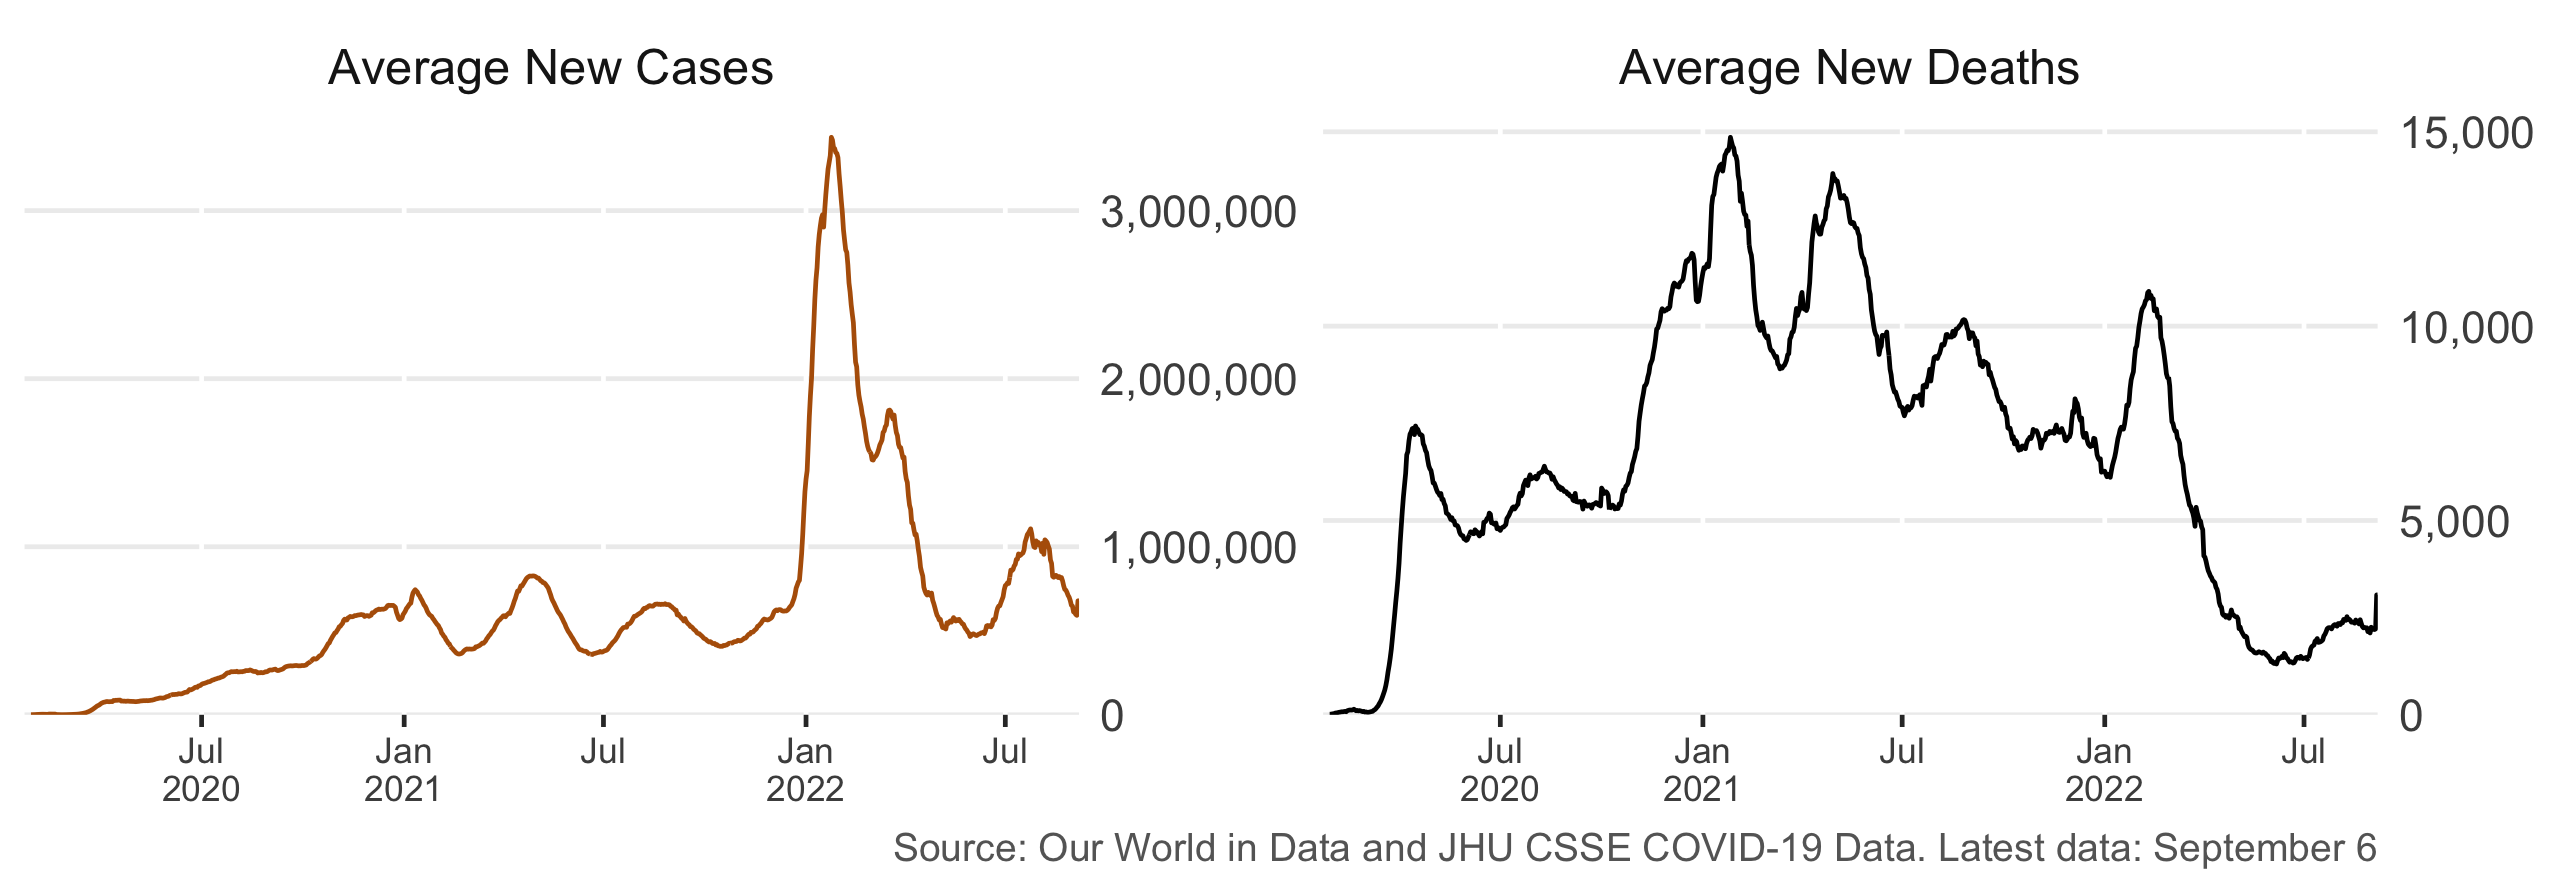 Average New Cases
3,000,000
2,000,000
1,000,000
0
Jul Jan Jul Jan Jul
2020 2021 2022
Average New Deaths
15,000
10,000
5,000
0
Jul Jan Jul Jan Jul
2020 2021 2022
Source: Our World in Data and JHU CSSE COVID-19 Data. Latest data: September 6